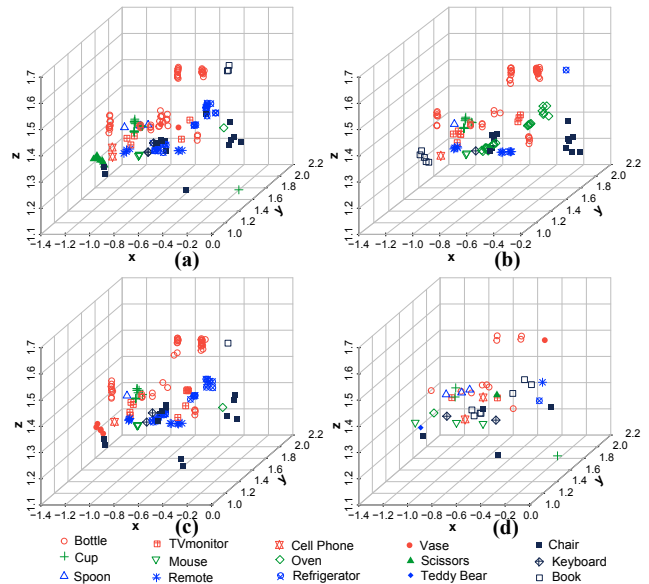 1.7
1.6
1.5
1.4
1.3
1.2
1.1
z
−1.4 −1.2 −1.0 −0.8 −0.6 −0.4 −0.2 0.0
x
1.0
1.2
1.4
1.6
1.8
2.0
2.2
y
(a)
1.7
1.6
1.5
1.4
1.3
1.2
1.1
z
−1.4 −1.2 −1.0 −0.8 −0.6 −0.4 −0.2 0.0
x
1.0
1.2
1.4
1.6
1.8
2.0
2.2
y
(b)
1.7
1.6
1.5
1.4
1.3
1.2
1.1
z
−1.4 −1.2 −1.0 −0.8 −0.6 −0.4 −0.2 0.0
x
1.0
1.2
1.4
1.6
1.8
2.0
2.2
y
(c)
1.7
1.6
1.5
1.4
1.3
1.2
1.1
z
−1.4 −1.2 −1.0 −0.8 −0.6 −0.4 −0.2 0.0
x
1.0
1.2
1.4
1.6
1.8
2.0
2.2
y
(d)
Bottle TVmonitor Cell Phone Vase Chair
Cup Mouse Oven Scissors Keyboard
Spoon Remote Refrigerator Teddy Bear Book